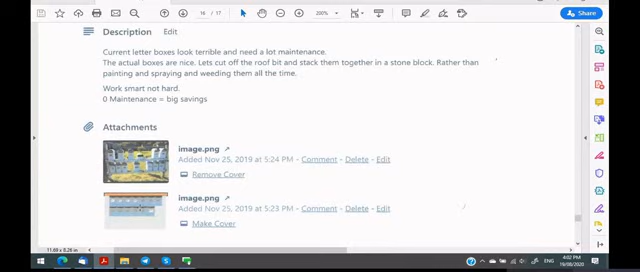 16 / 17
200%
Share
Description Edit
Current letter boxes look terrible and need a lot maintenance.
The actual boxes are nice. Lets cut off the roof bit and stack them together in a stone block. Rather than
painting and spraying and weeding them all the time.
Work smart not hard.
0 Maintenance = big savings
Attachments
image.png ↗
Added Nov 25, 2019 at 5:24 PM - Comment - Delete - Edit
Remove Cover
image.png ↗
Added Nov 25, 2019 at 5:23 PM - Comment - Delete - Edit
Make Cover
11.69 x 8.26 in
ENG
4:02 PM
19/08/2020